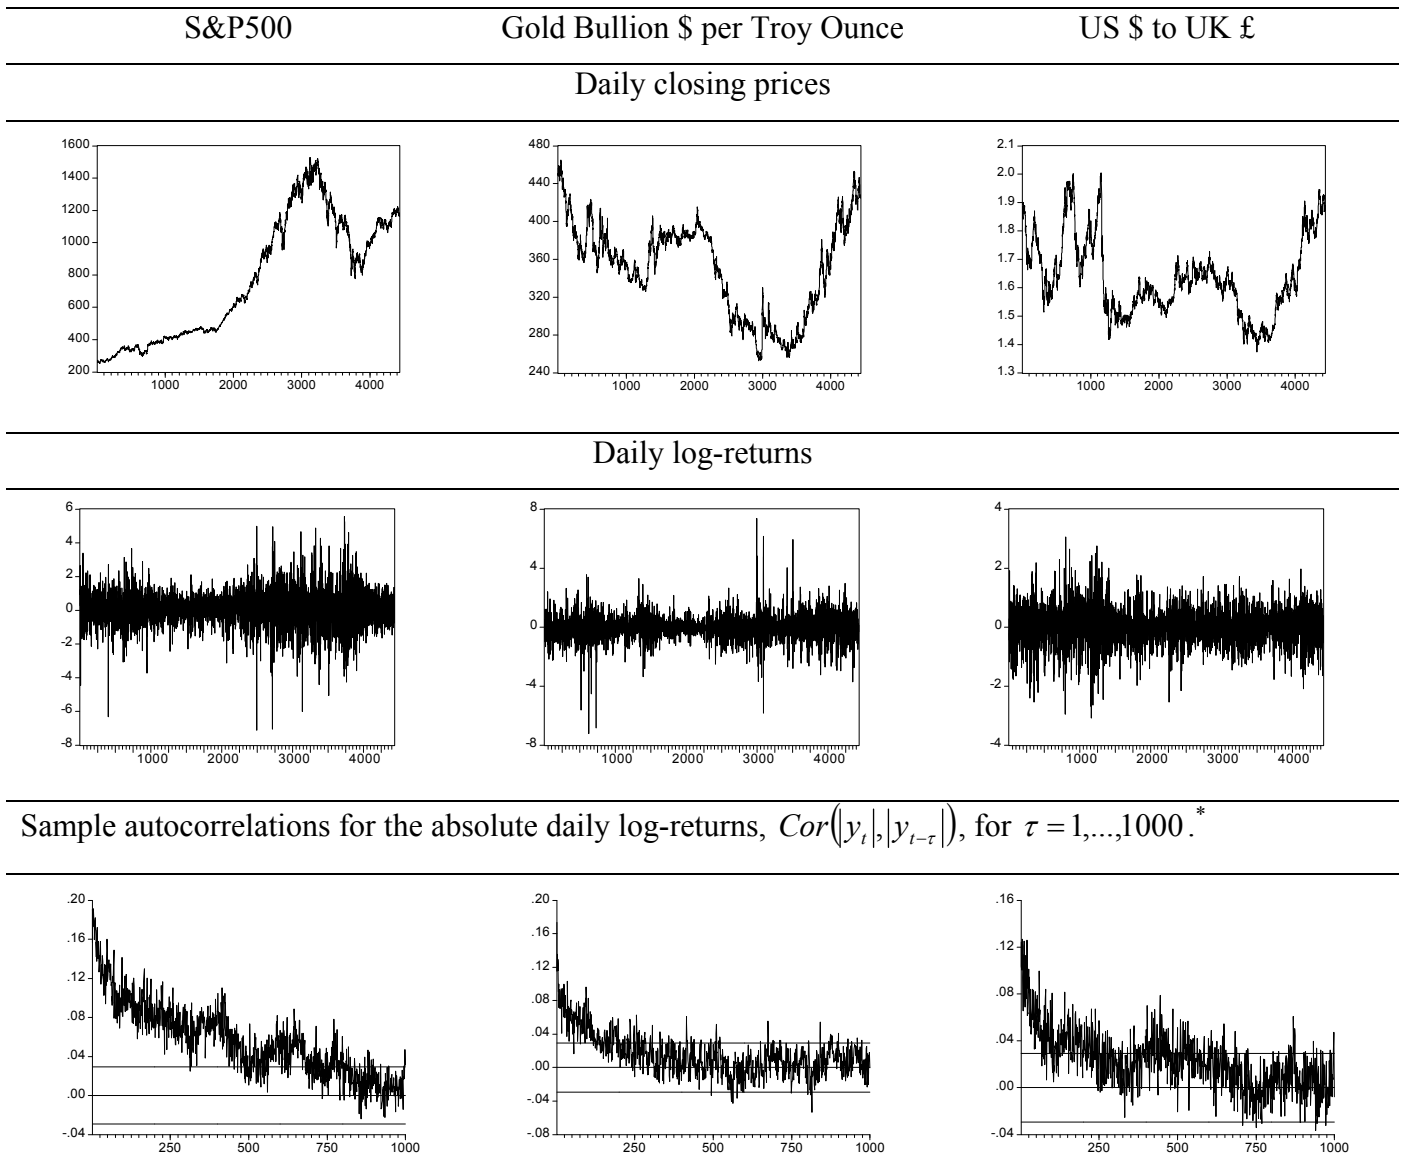 S&P500 Gold Bullion $ per Troy Ounce US $ to UK £
Daily closing prices
1600 1400 1200 1000 800 600 400 200
1000 2000 3000 4000
480 440 400 360 320 280 240
1000 2000 3000 4000
2.1 2.0 1.9 1.8 1.7 1.6 1.5 1.4 1.3
1000 2000 3000 4000
Daily log-returns
6 4 2 0 -2 -4 -6 -8
1000 2000 3000 4000
8 4 0 -4 -8
1000 2000 3000 4000
4 2 0 -2 -4
1000 2000 3000 4000
Sample autocorrelations for the absolute daily log-returns, Cor(|y_t|,|y_{t−τ}|), for τ = 1,...,1000.*
.20 .16 .12 .08 .04 .00 -.04
250 500 750 1000
.20 .16 .12 .08 .04 .00 -.04 -.08
250 500 750 1000
.16 .12 .08 .04 .00 -.04
250 500 750 1000